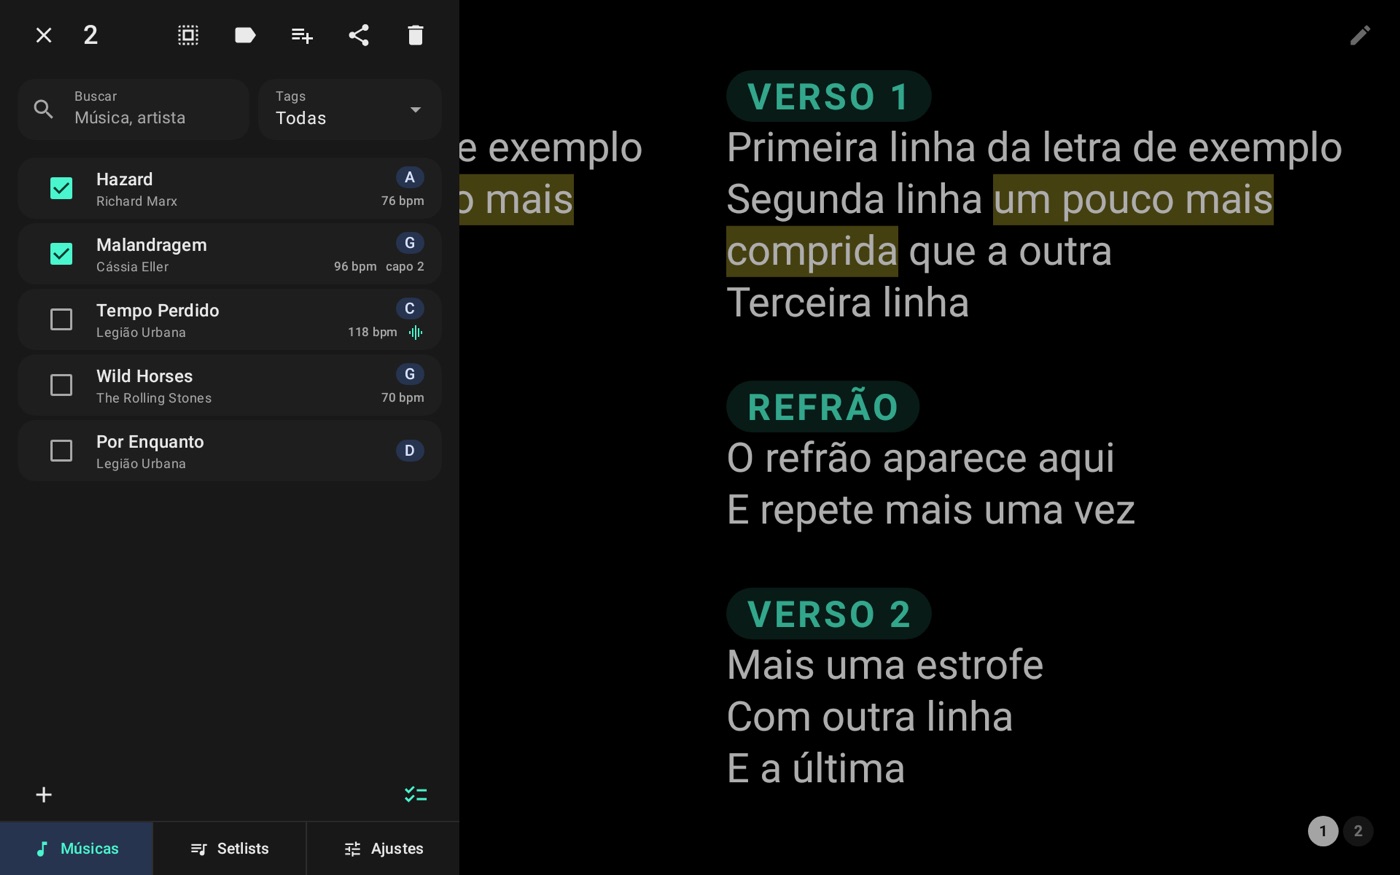 2
Buscar
Música, artista
Tags
Todas
Hazard
A
Richard Marx
76 bpm
Malandragem
G
Cássia Eller
96 bpm capo 2
Tempo Perdido
C
Legião Urbana
118 bpm
Wild Horses
G
The Rolling Stones
70 bpm
Por Enquanto
D
Legião Urbana
Músicas
Setlists
Ajustes
e exemplo
o mais
VERSO 1
Primeira linha da letra de exemplo
Segunda linha um pouco mais
comprida que a outra
Terceira linha
REFRÃO
O refrão aparece aqui
E repete mais uma vez
VERSO 2
Mais uma estrofe
Com outra linha
E a última
1 2